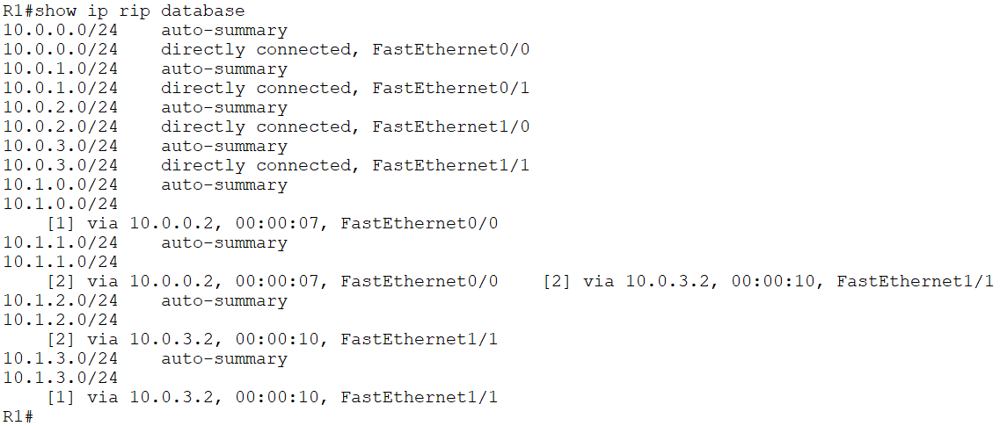 R1#show ip rip database
10.0.0.0/24    auto-summary
10.0.0.0/24    directly connected, FastEthernet0/0
10.0.1.0/24    auto-summary
10.0.1.0/24    directly connected, FastEthernet0/1
10.0.2.0/24    auto-summary
10.0.2.0/24    directly connected, FastEthernet1/0
10.0.3.0/24    auto-summary
10.0.3.0/24    directly connected, FastEthernet1/1
10.1.0.0/24    auto-summary
10.1.0.0/24
    [1] via 10.0.0.2, 00:00:07, FastEthernet0/0
10.1.1.0/24    auto-summary
10.1.1.0/24
    [2] via 10.0.0.2, 00:00:07, FastEthernet0/0    [2] via 10.0.3.2, 00:00:10, FastEthernet1/1
10.1.2.0/24    auto-summary
10.1.2.0/24
    [2] via 10.0.3.2, 00:00:10, FastEthernet1/1
10.1.3.0/24    auto-summary
10.1.3.0/24
    [1] via 10.0.3.2, 00:00:10, FastEthernet1/1
R1#